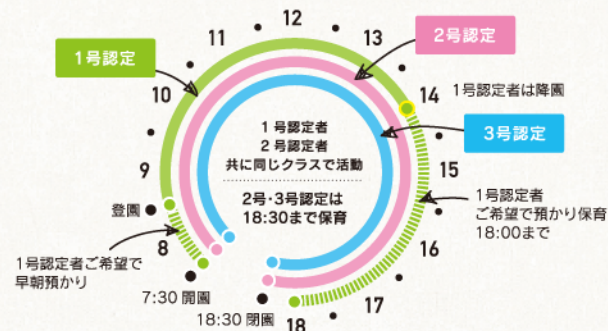 12
11
13
1号認定
2号認定
10
14
1号認定者は降園
1号認定者
2号認定者
共に同じクラスで活動
3号認定
9
15
2号・3号認定は
18:30まで保育
登園
1号認定者
ご希望で預かり保育
18:00まで
8
16
1号認定者ご希望で
早朝預かり
7:30 開園
17
18:30 閉園
18